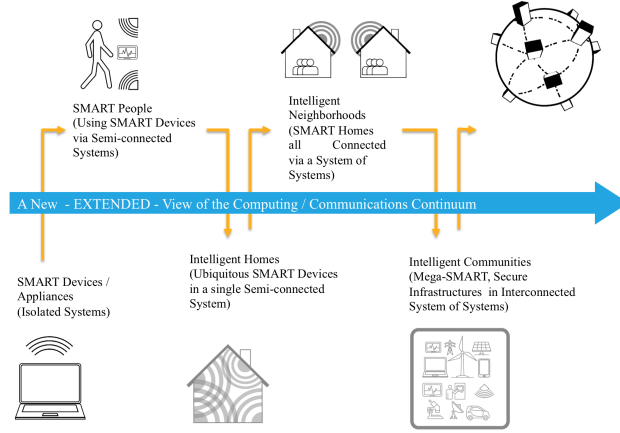 SMART People
(Using SMART Devices
via Semi-connected
Systems)
Intelligent
Neighborhoods
(SMART Homes
all Connected
via a System of
Systems)
A New - EXTENDED - View of the Computing / Communications Continuum
SMART Devices /
Appliances
(Isolated Systems)
Intelligent Homes
(Ubiquitous SMART Devices
in a single Semi-connected
System)
Intelligent Communities
(Mega-SMART, Secure
Infrastructures in Interconnected
System of Systems)